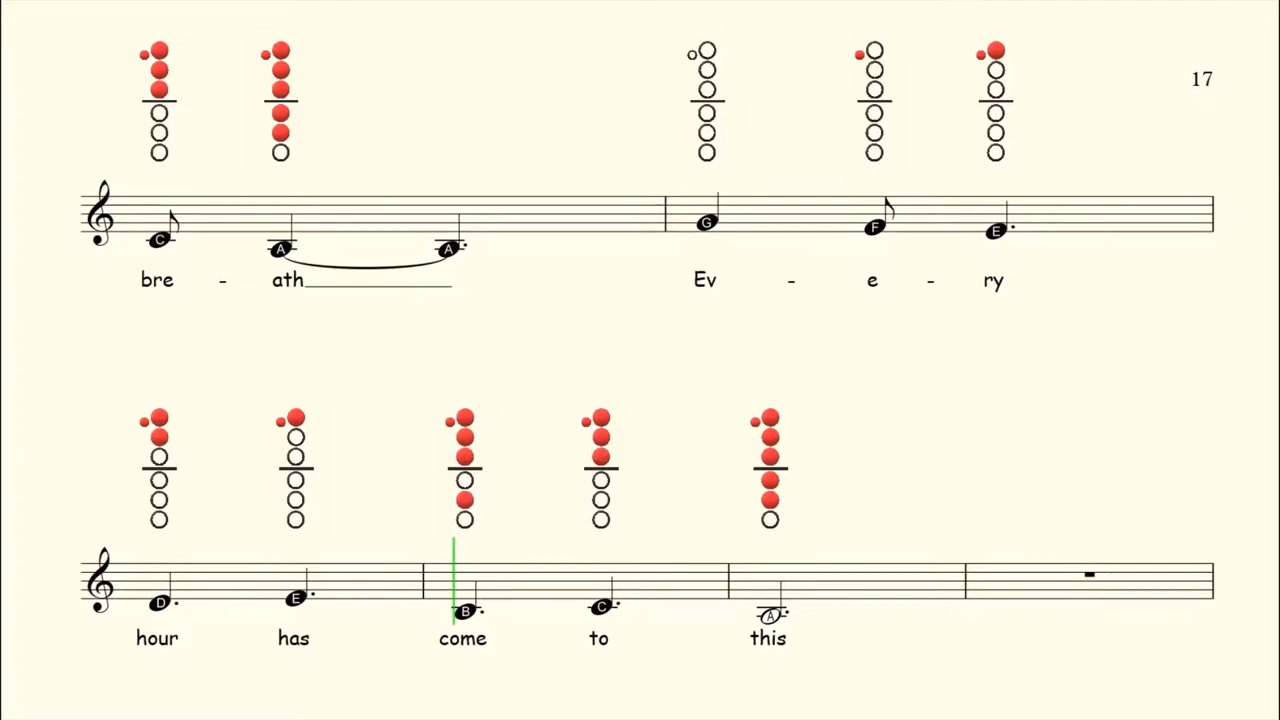 17
C A A G F E
bre - ath Ev - e - ry
D E B C A
hour has come to this